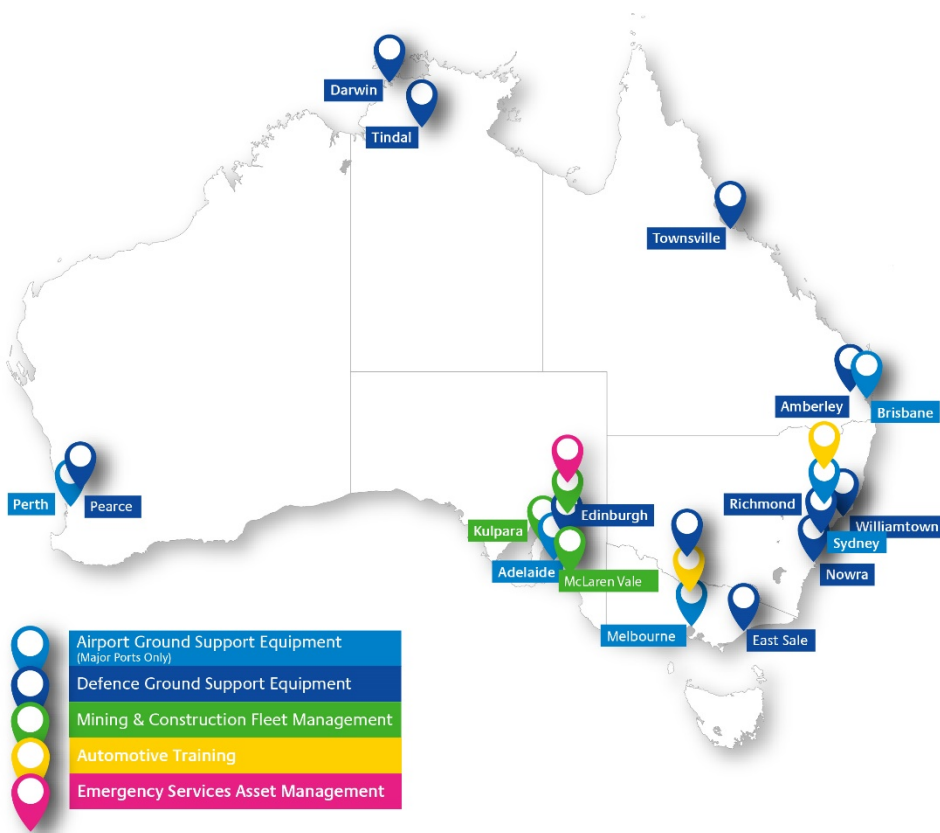 Darwin
Tindal
Townsville
Amberley
Brisbane
Perth
Pearce
Richmond
Williamtown
Kulpara
Edinburgh
Sydney
Adelaide
McLaren Vale
Nowra
Melbourne
East Sale
Airport Ground Support Equipment
(Major Ports Only)
Defence Ground Support Equipment
Mining & Construction Fleet Management
Automotive Training
Emergency Services Asset Management